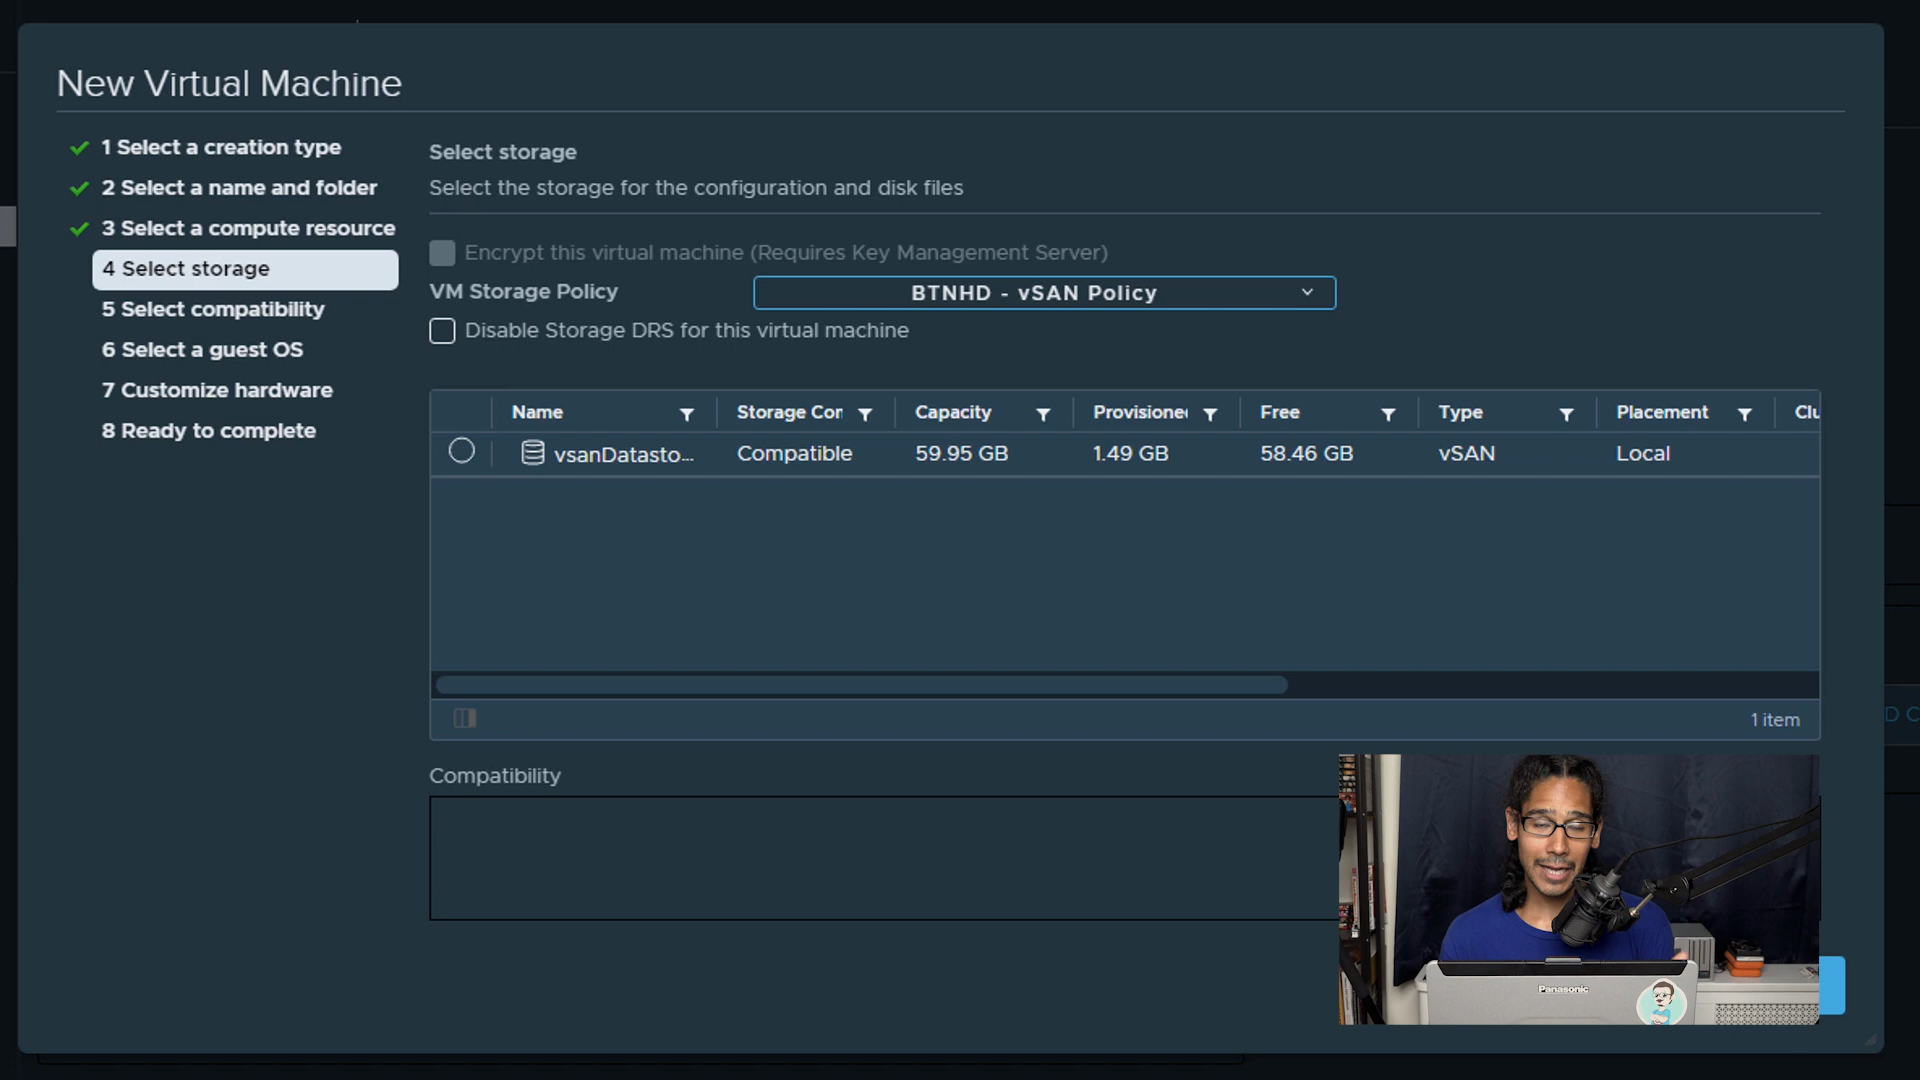 New Virtual Machine
1 Select a creation type
2 Select a name and folder
3 Select a compute resource
4 Select storage
5 Select compatibility
6 Select a guest OS
7 Customize hardware
8 Ready to complete
Select storage
Select the storage for the configuration and disk files
Encrypt this virtual machine (Requires Key Management Server)
VM Storage Policy
BTNHD - vSAN Policy
Disable Storage DRS for this virtual machine
Name Storage Cor Capacity Provisione Free Type Placement Clu
vsanDatasto... Compatible 59.95 GB 1.49 GB 58.46 GB vSAN Local
1 item
D C
Compatibility
Panasonic